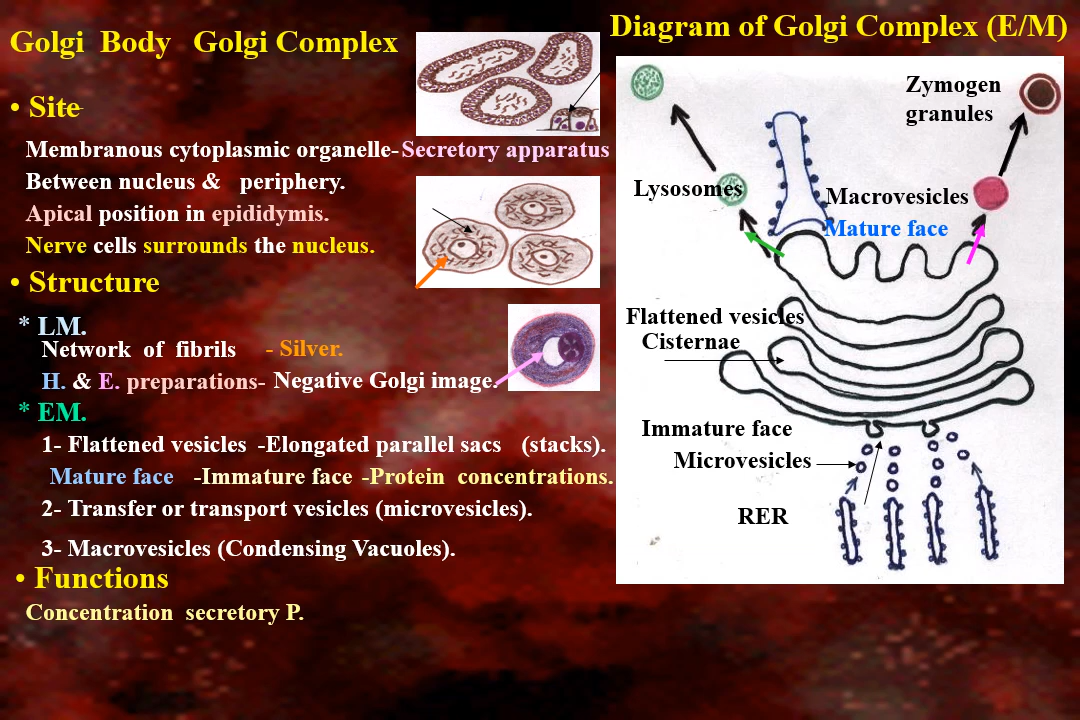 Golgi Body Golgi Complex
• Site
Membranous cytoplasmic organelle- Secretory apparatus
Between nucleus & periphery.
Apical position in epididymis.
Nerve cells surrounds the nucleus.
• Structure
* LM.
Network of fibrils - Silver.
H. & E. preparations- Negative Golgi image.
* EM.
1- Flattened vesicles -Elongated parallel sacs (stacks).
Mature face -Immature face -Protein concentrations.
2- Transfer or transport vesicles (microvesicles).
3- Macrovesicles (Condensing Vacuoles).
• Functions
Concentration secretory P.
Diagram of Golgi Complex (E/M)
Zymogen
granules
Lysosomes
Macrovesicles
Mature face
Flattened vesicles
Cisternae
Immature face
Microvesicles
RER